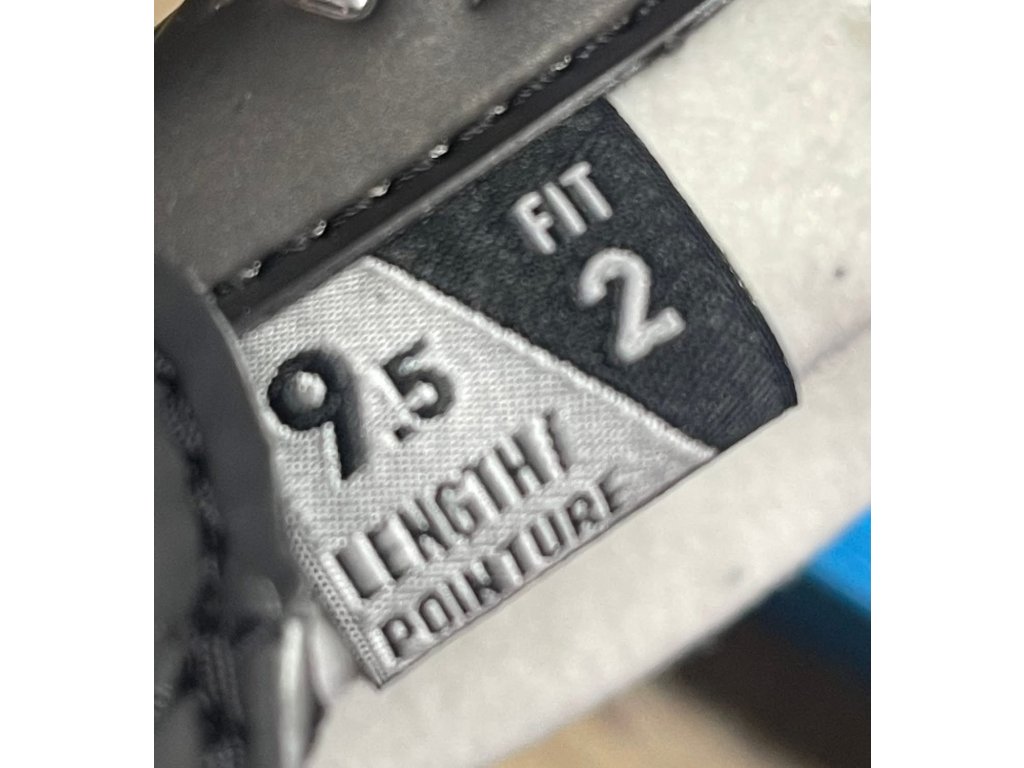 FIT
2
9.5
LENGTH/
POINTURE